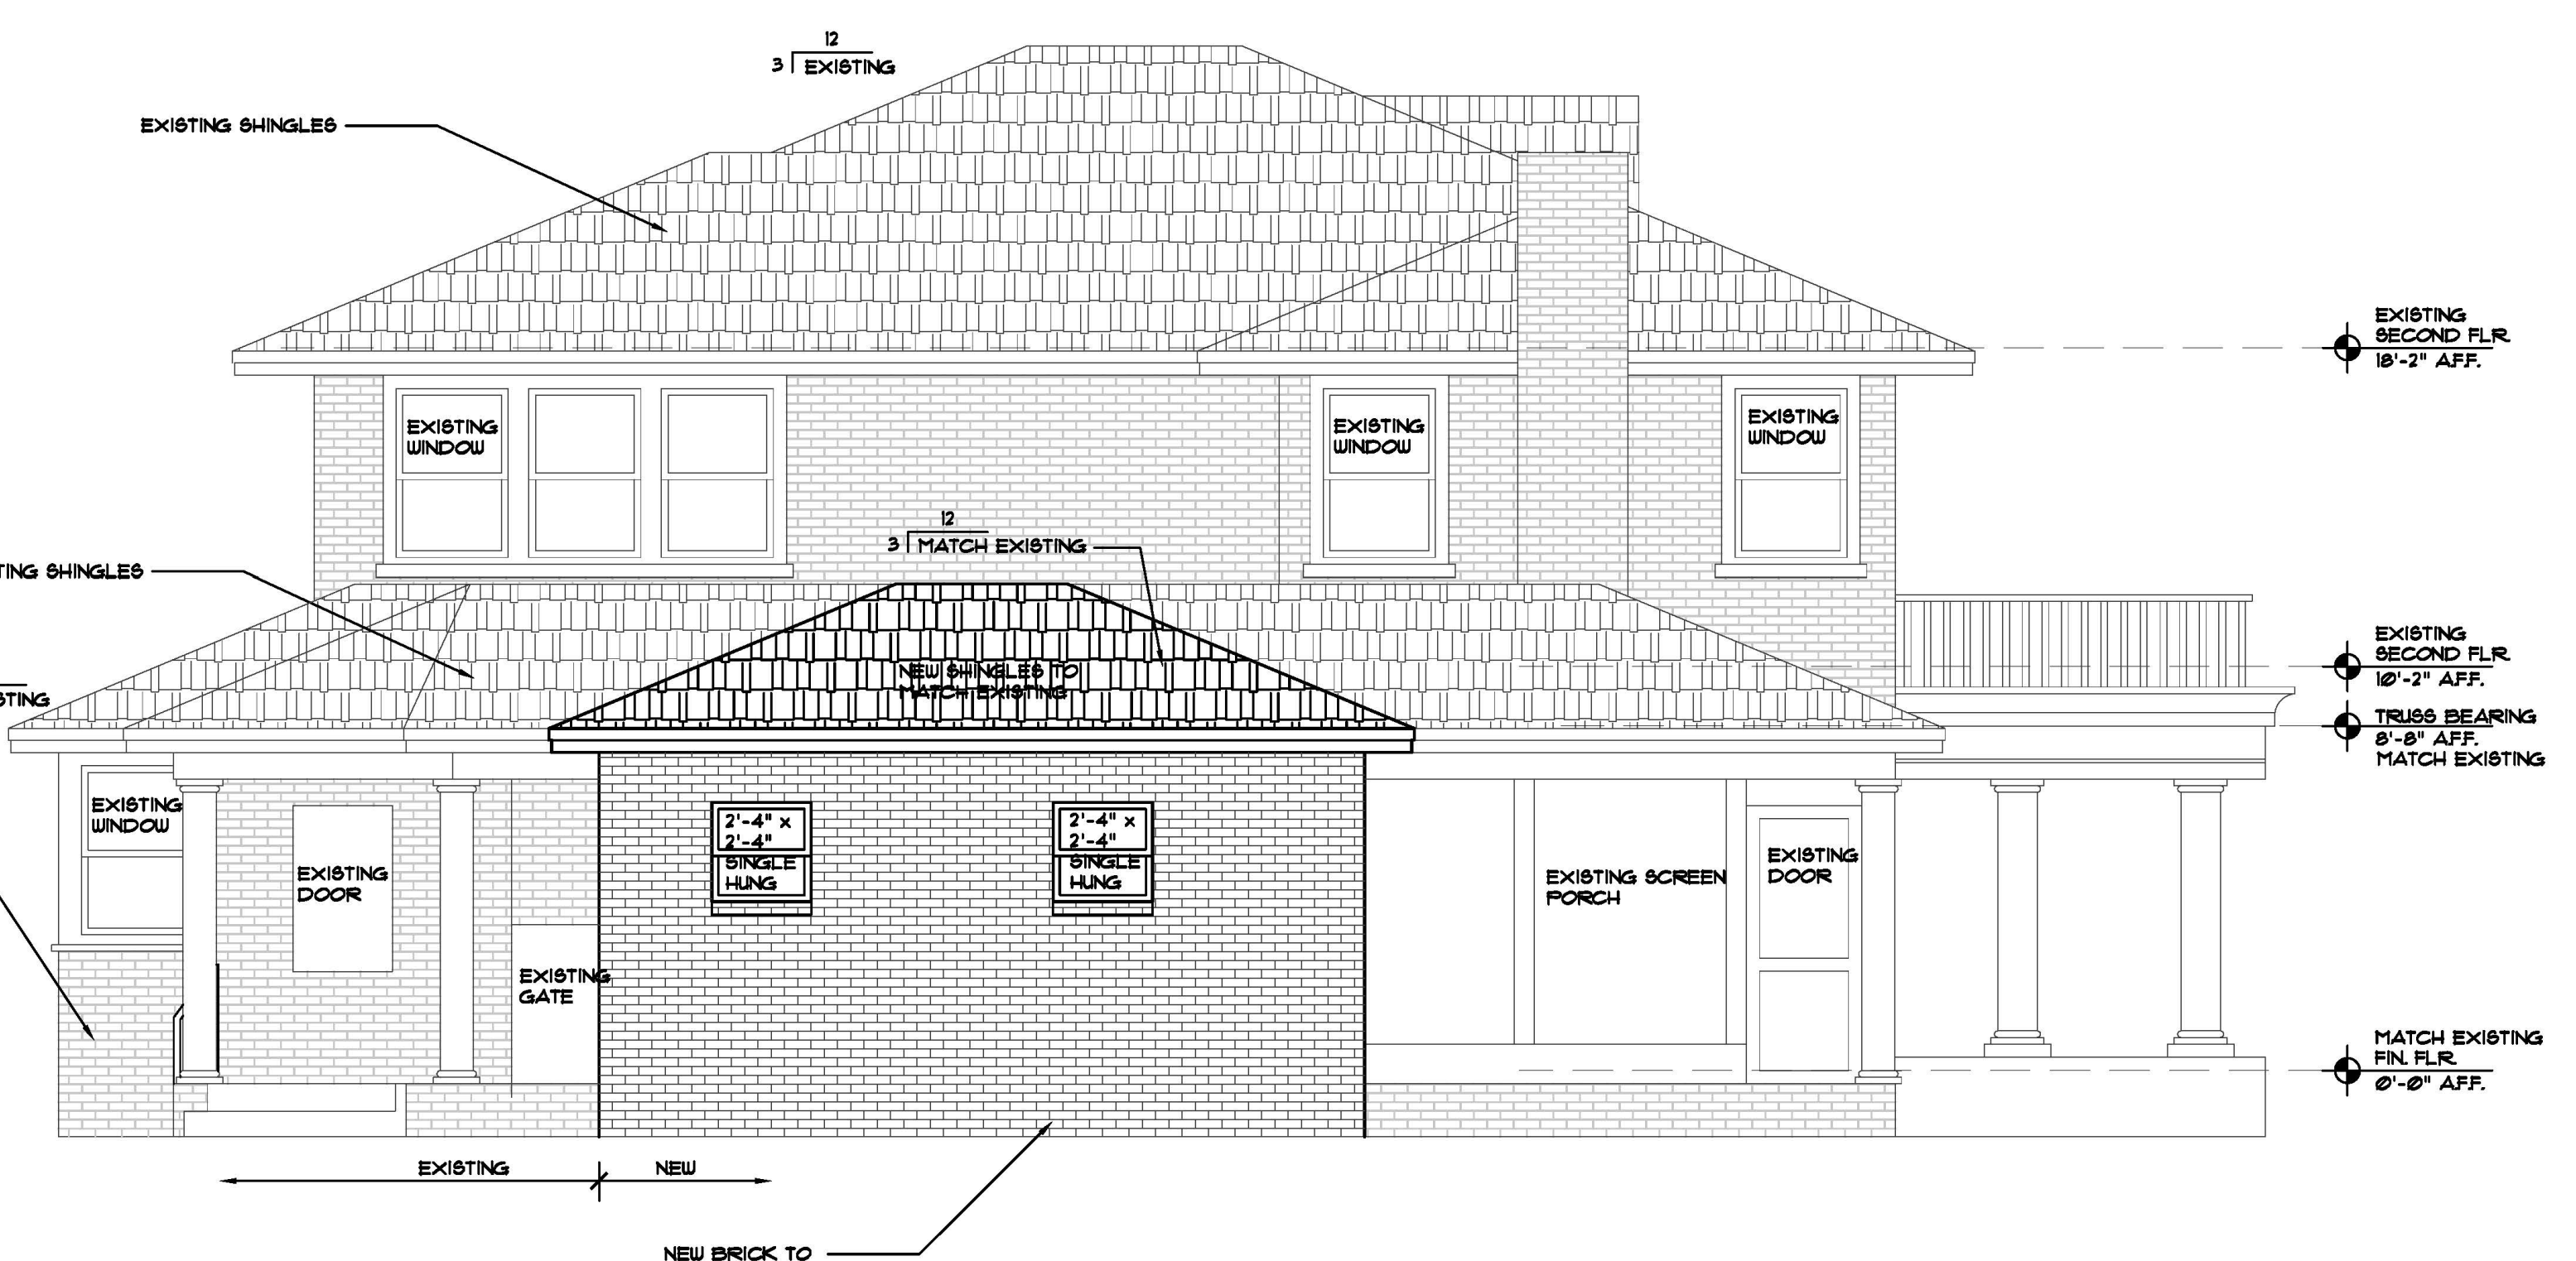 12
3 EXISTING
EXISTING SHINGLES
EXISTING
SECOND FLR.
18'-2" A.F.F.
EXISTING
WINDOW
EXISTING
WINDOW
EXISTING
WINDOW
12
3 MATCH EXISTING
TING SHINGLES
NEW SHINGLES TO
MATCH EXISTING
STING
EXISTING
SECOND FLR.
10'-2" A.F.F.
TRUSS BEARING
8'-8" A.F.F.
MATCH EXISTING
EXISTING
WINDOW
EXISTING
DOOR
EXISTING
GATE
2'-4" x
2'-4"
SINGLE
HUNG
2'-4" x
2'-4"
SINGLE
HUNG
EXISTING SCREEN
PORCH
EXISTING
DOOR
MATCH EXISTING
FIN. FLR.
0'-0" A.F.F.
EXISTING
NEW
NEW BRICK TO